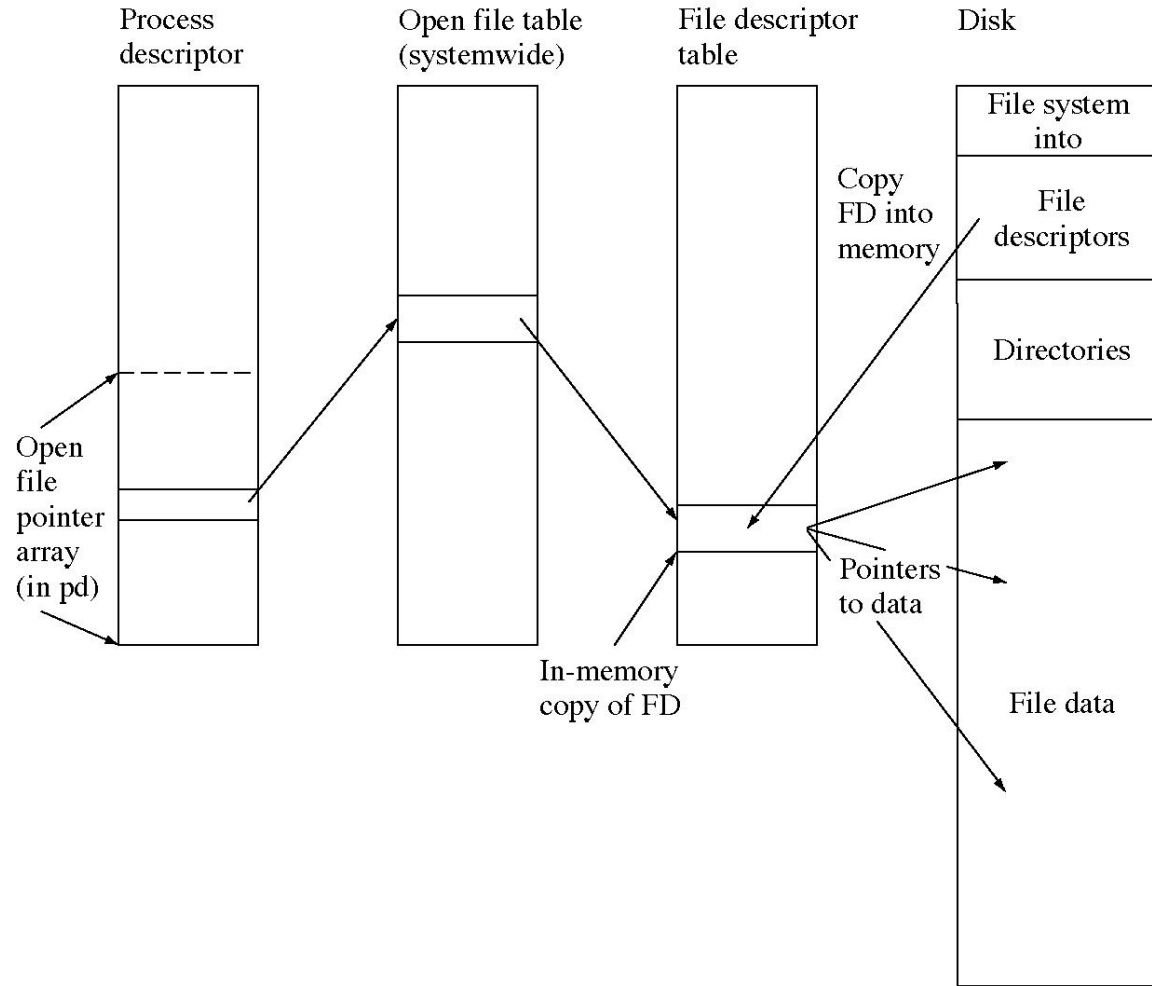 Process
descriptor
Open file table
(systemwide)
File descriptor
table
Disk
File system
into
Copy
FD into
memory
File
descriptors
Directories
Open
file
pointer
array
(in pd)
Pointers
to data
In-memory
copy of FD
File data